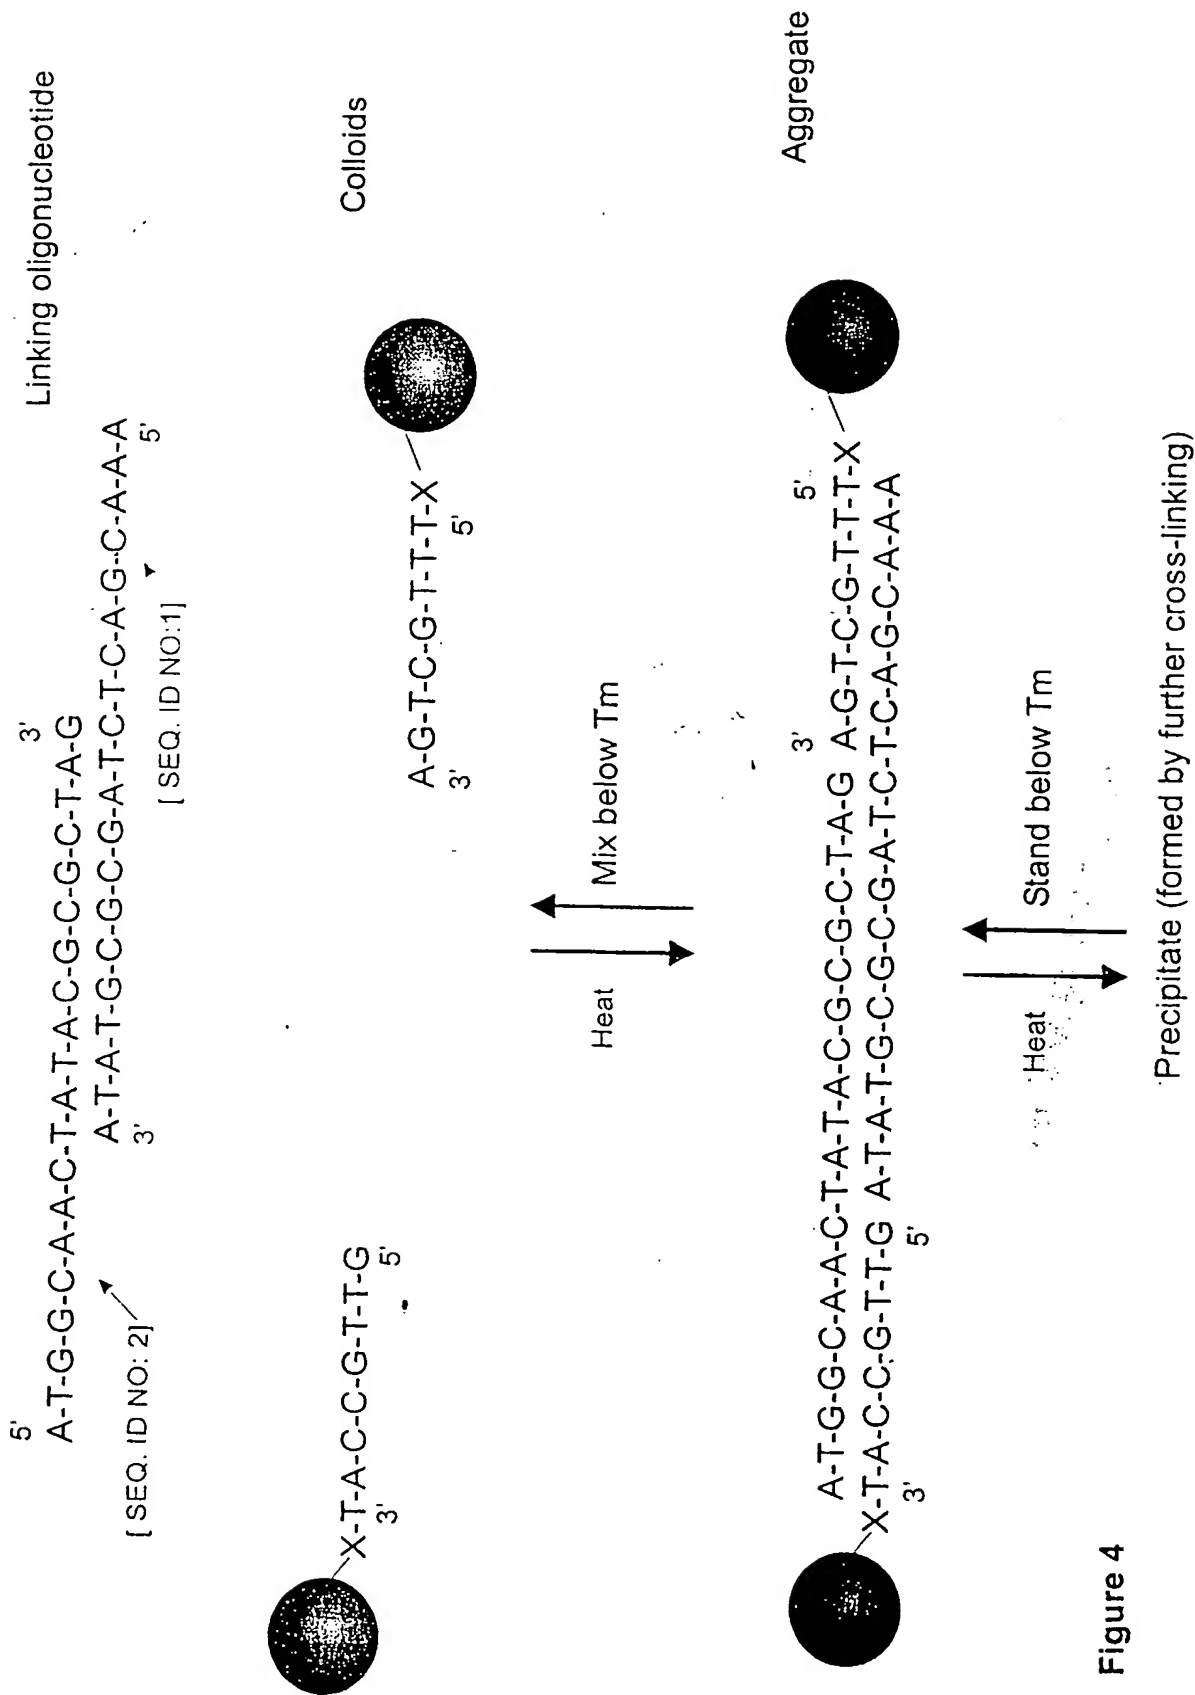 Linking oligonucleotide
5' 3'
A-T-G-G-C-A-A-C-T-A-T-A-C-G-C-G-C-T-A-G
A-T-A-T-G-C-G-C-G-A-T-C-T-C-A-G-C-A-A-A
3' 5'
[ SEQ. ID NO: 2]
[ SEQ. ID NO:1]
Colloids
X-T-A-C-C-G-T-T-G
3' 5'
A-G-T-C-G-T-T-T-X
3' 5'
Heat
Mix below Tm
Aggregate
3' 5'
A-T-G-G-C-A-A-C-T-A-T-A-C-G-C-G-C-T-A-G A-G-T-C-G-T-T-T-X
X-T-A-C-C-G-T-T-G A-T-A-T-G-C-G-C-G-A-T-C-T-C-A-G-C-A-A-A
3' 5'
Heat
Stand below Tm
Precipitate (formed by further cross-linking)
Figure 4